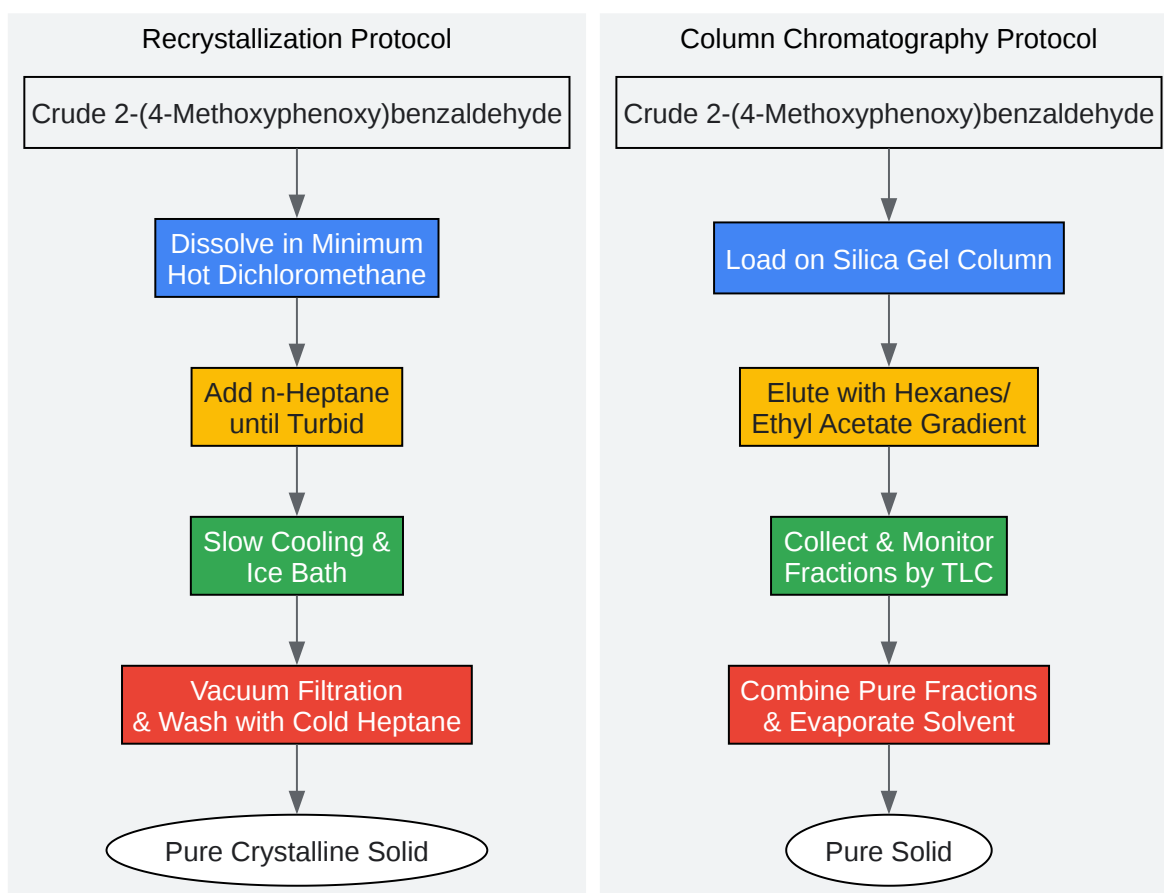 Recrystallization Protocol
Crude 2-(4-Methoxyphenoxy)benzaldehyde
Dissolve in Minimum
Hot Dichloromethane
Add n-Heptane
until Turbid
Slow Cooling &
Ice Bath
Vacuum Filtration
& Wash with Cold Heptane
Pure Crystalline Solid
Column Chromatography Protocol
Crude 2-(4-Methoxyphenoxy)benzaldehyde
Load on Silica Gel Column
Elute with Hexanes/
Ethyl Acetate Gradient
Collect & Monitor
Fractions by TLC
Combine Pure Fractions
& Evaporate Solvent
Pure Solid